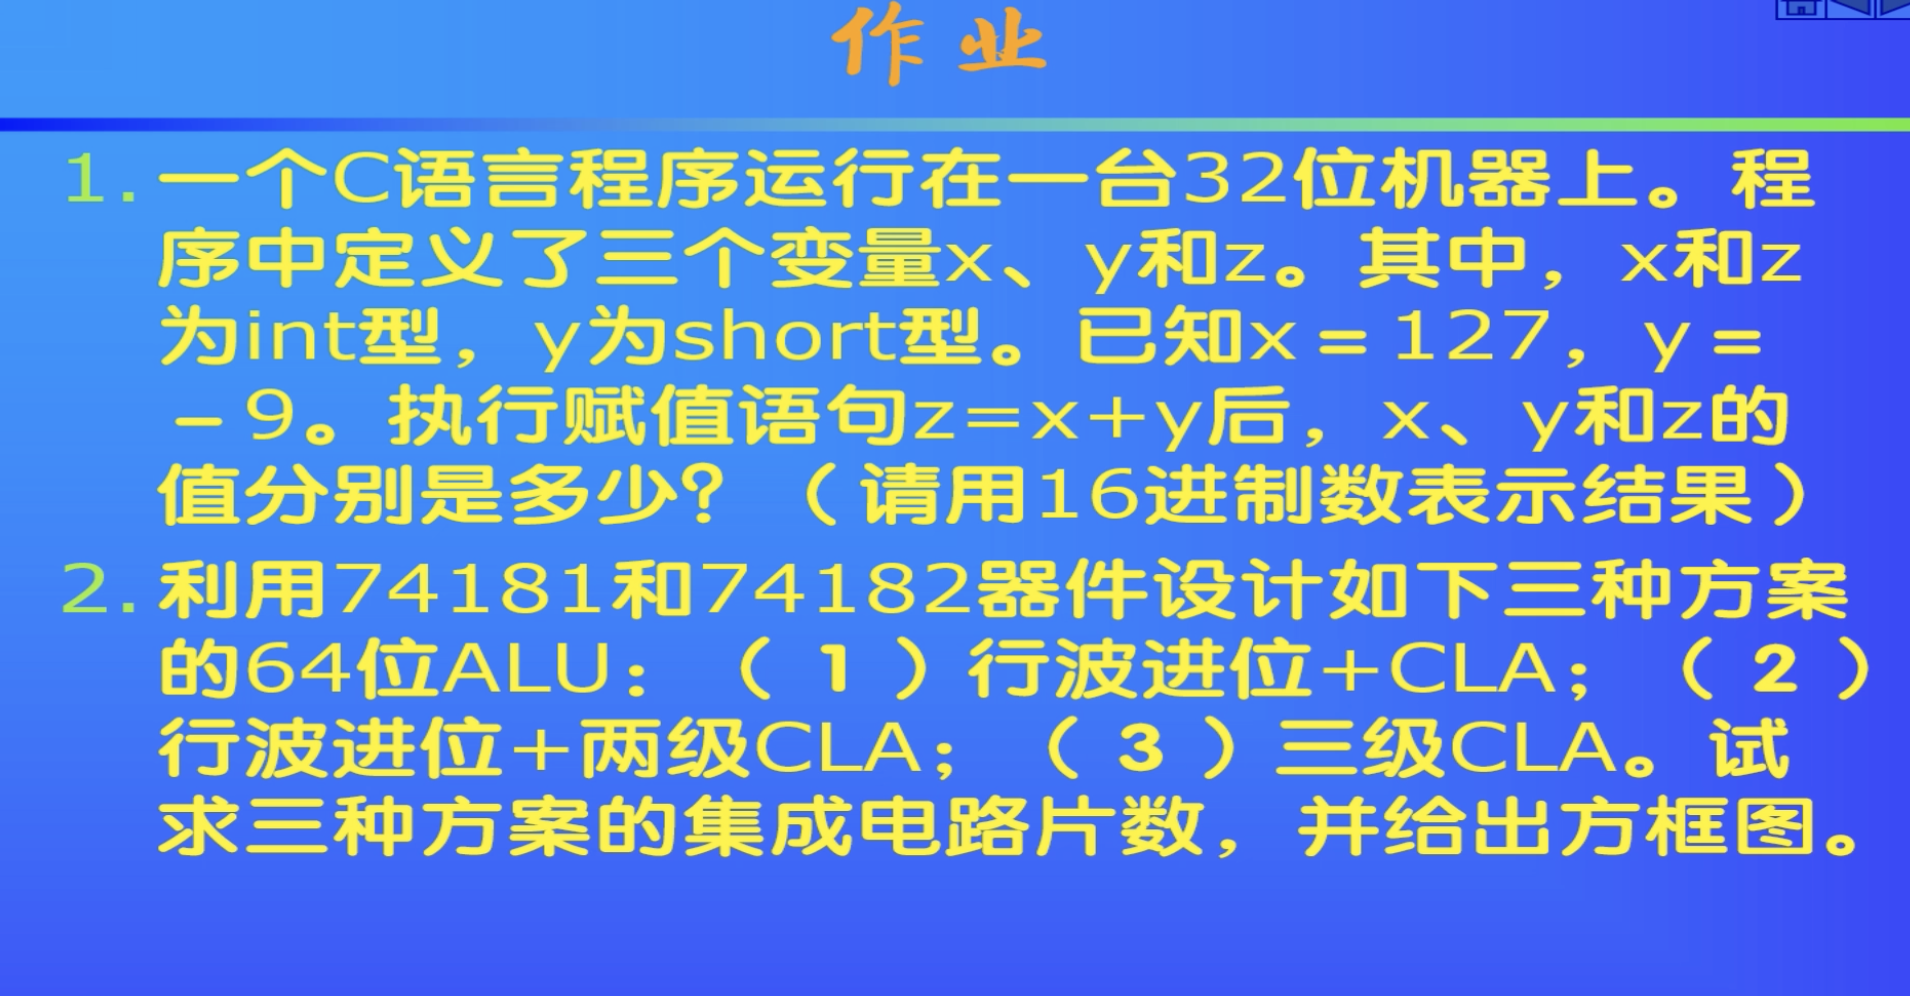 作业
1. 一个C语言程序运行在一台32位机器上。程
序中定义了三个变量x、y和z。其中，x和z
为int型，y为short型。已知x＝127，y＝
－9。执行赋值语句z=x+y后，x、y和z的
值分别是多少？（请用16进制数表示结果）
2. 利用74181和74182器件设计如下三种方案
的64位ALU：（1）行波进位+CLA；（2）
行波进位+两级CLA；（3）三级CLA。试
求三种方案的集成电路片数，并给出方框图。